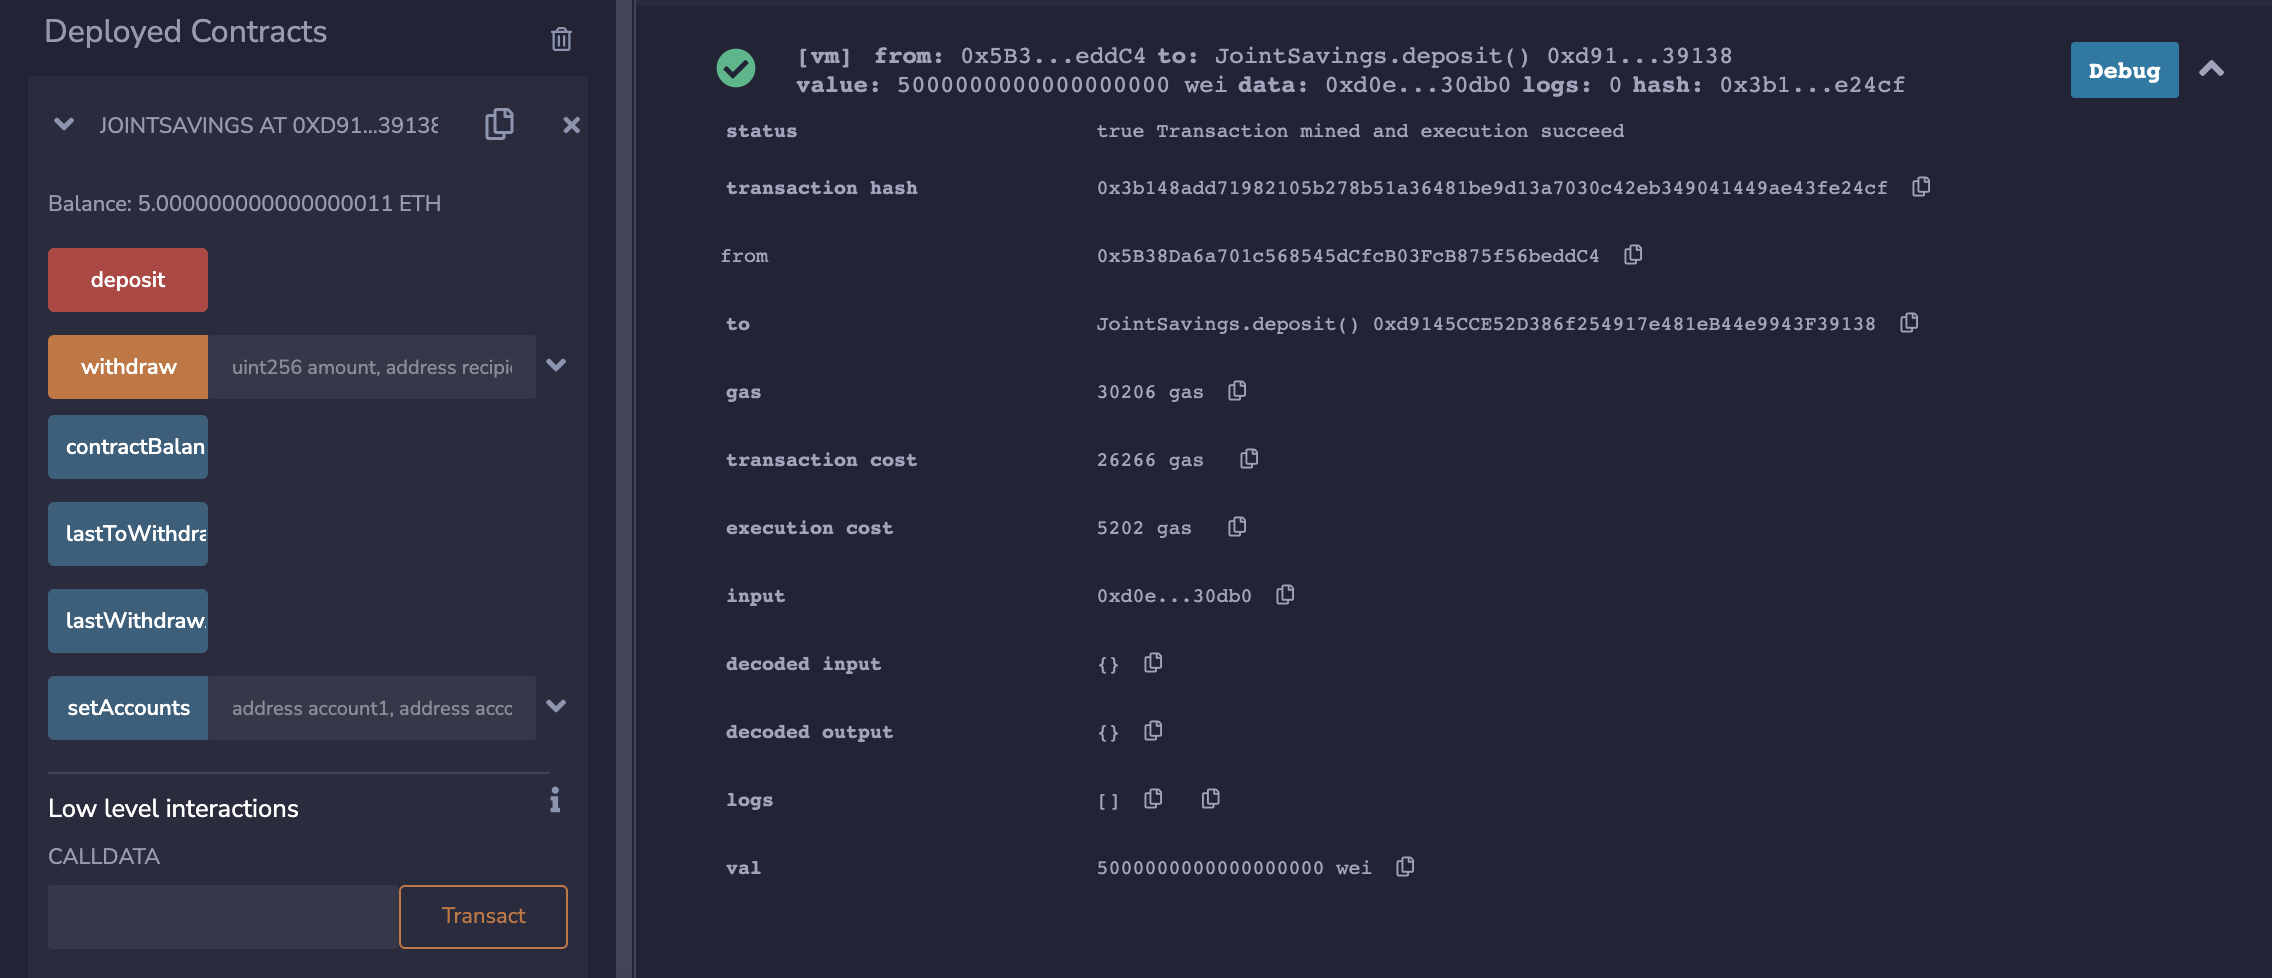 Deployed Contracts
JOINTSAVINGS AT 0XD91...39138
Balance: 5.000000000000000011 ETH
deposit
withdraw uint256 amount, address recipie
contractBalan
lastToWithdra
lastWithdraw
setAccounts address account1, address acco
Low level interactions
CALLDATA
Transact
[vm] from: 0x5B3...eddC4 to: JointSavings.deposit() 0xd91...39138
value: 5000000000000000000 wei data: 0xd0e...30db0 logs: 0 hash: 0x3b1...e24cf
Debug
status true Transaction mined and execution succeed
transaction hash 0x3b148add71982105b278b51a36481be9d13a7030c42eb349041449ae43fe24cf
from 0x5B38Da6a701c568545dCfcB03FcB875f56beddC4
to JointSavings.deposit() 0xd9145CCE52D386f254917e481eB44e9943F39138
gas 30206 gas
transaction cost 26266 gas
execution cost 5202 gas
input 0xd0e...30db0
decoded input {}
decoded output {}
logs []
val 5000000000000000000 wei